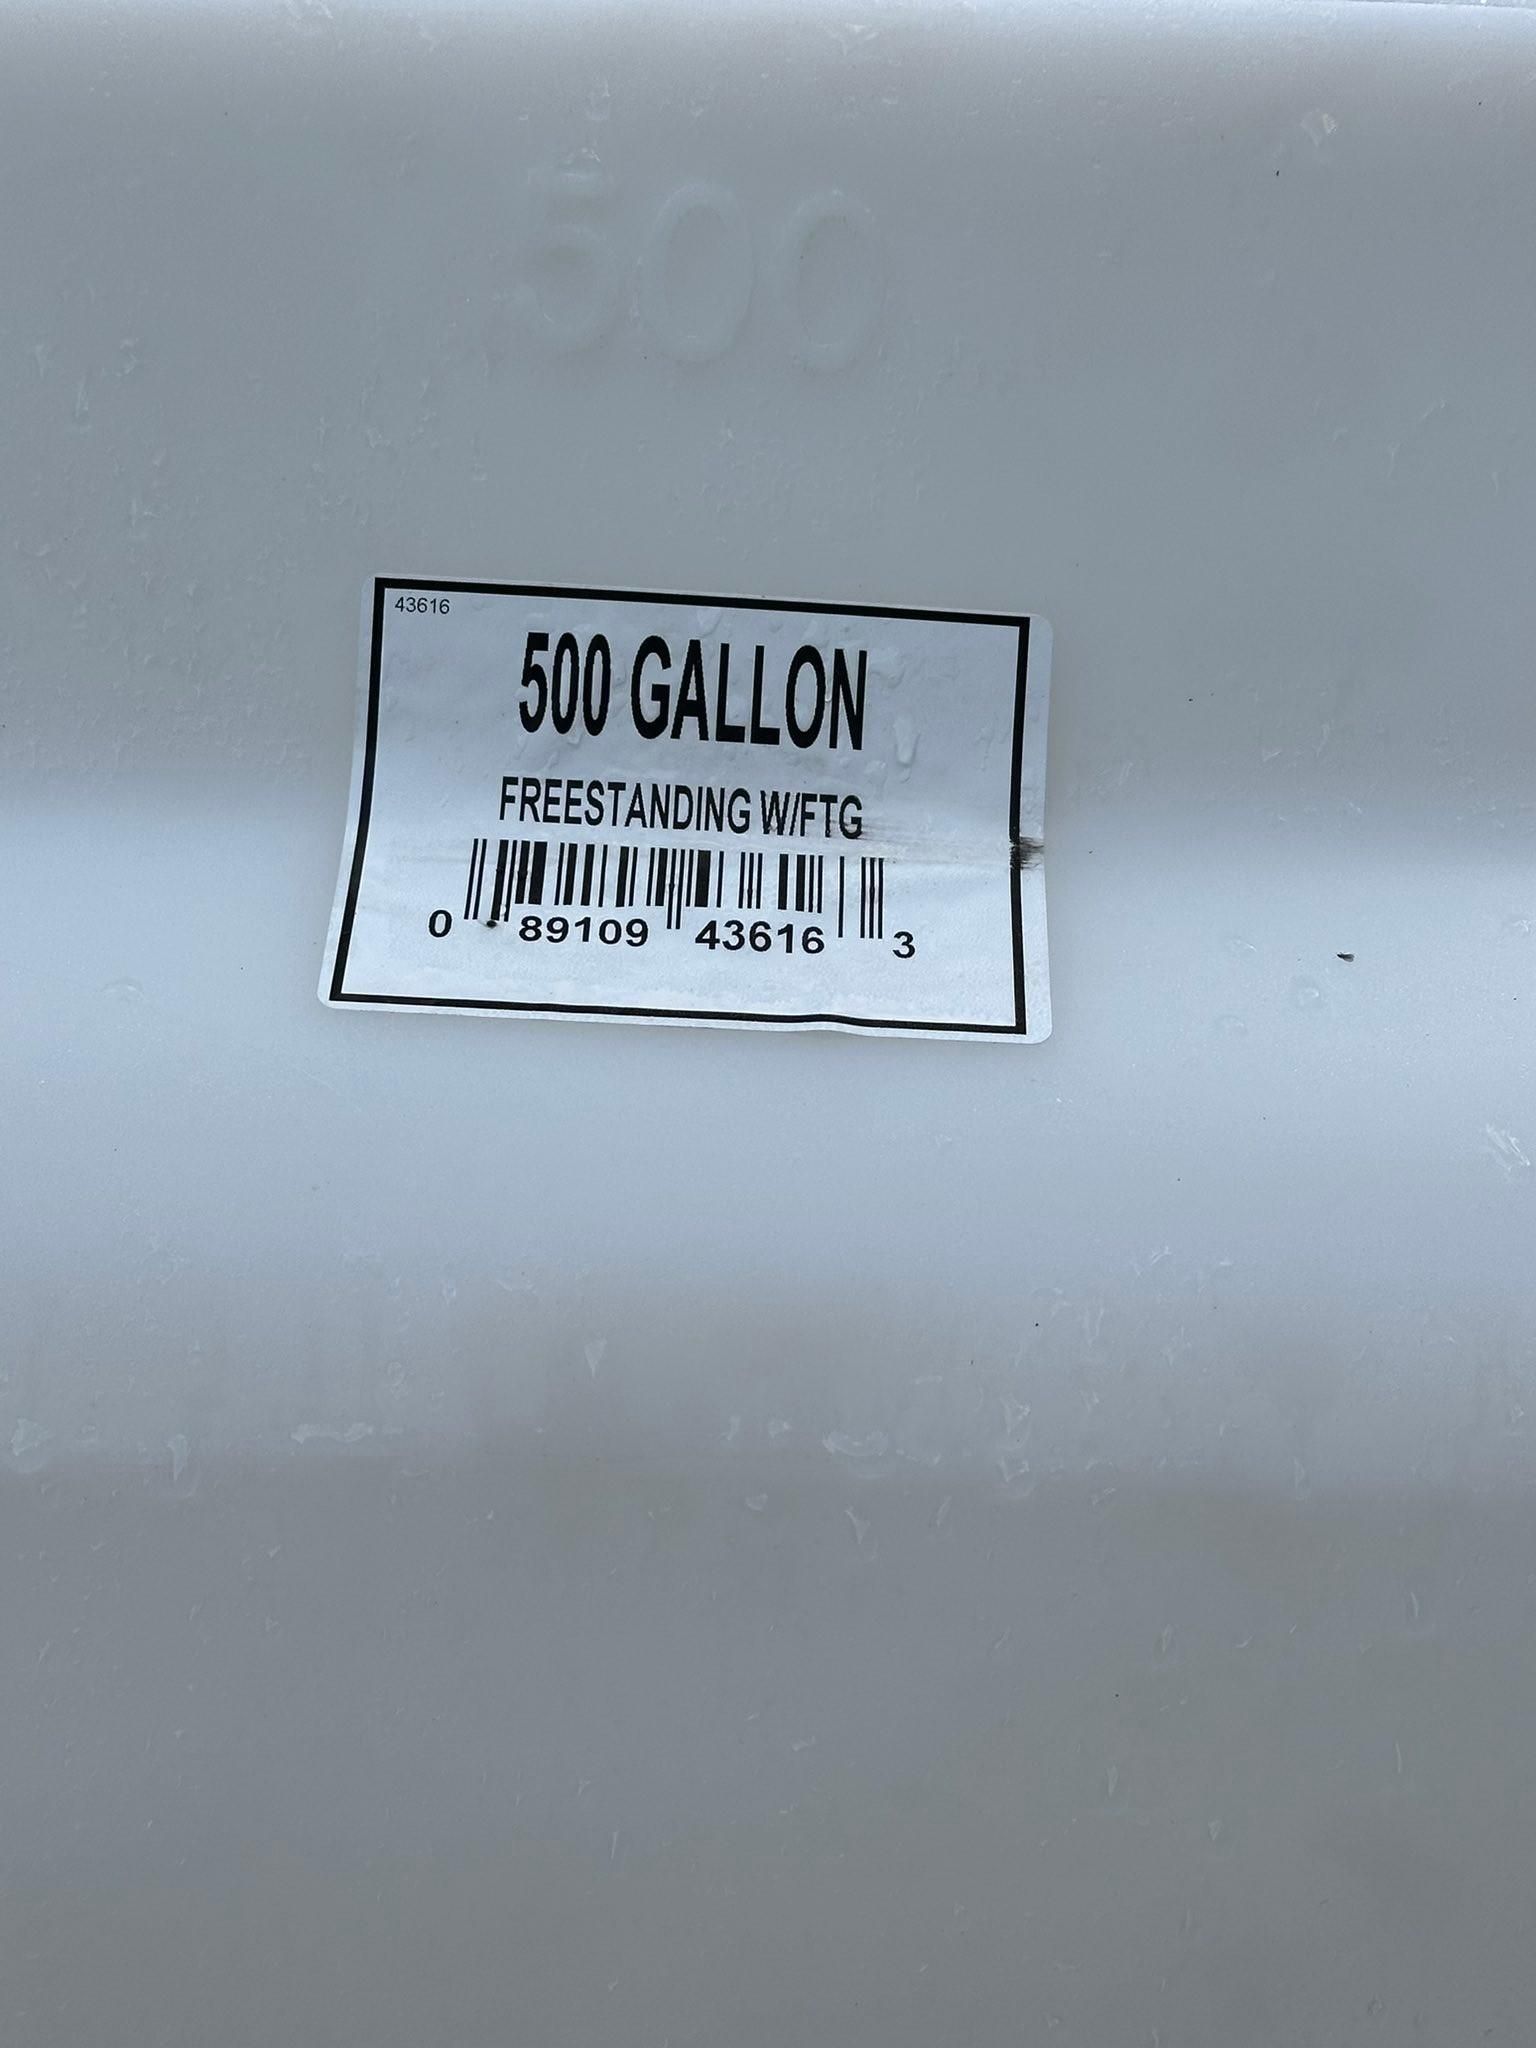 500
43616
500 GALLON
FREESTANDING W/FTG
0 89109 43616 3